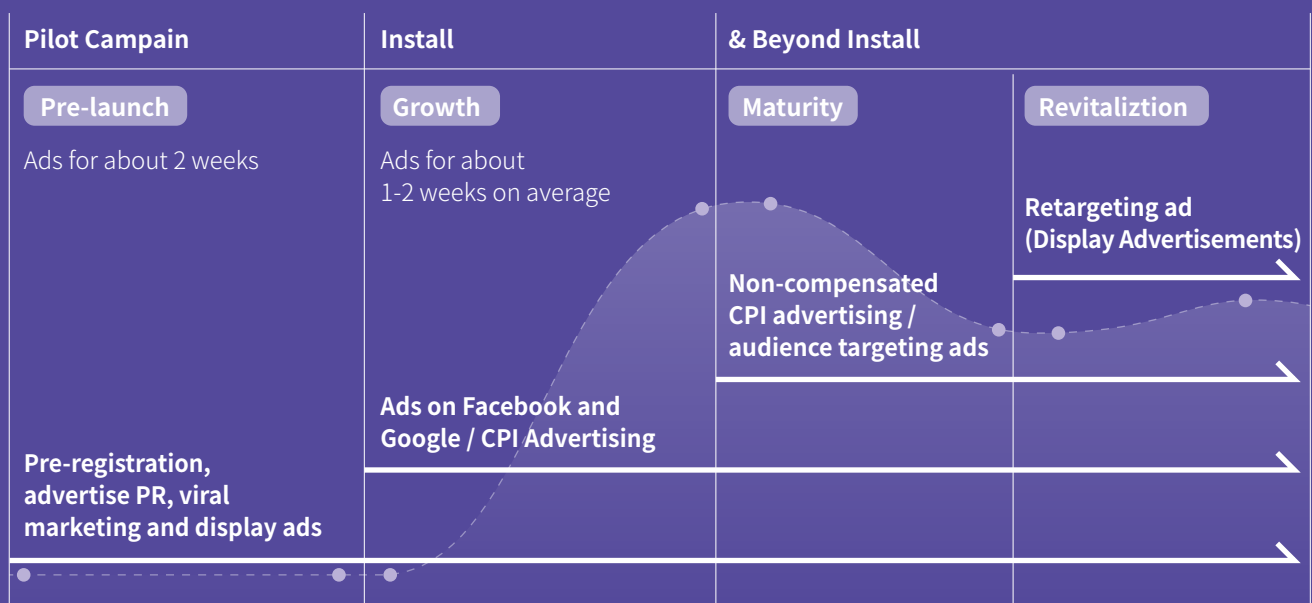 Pilot Campain
Install
& Beyond Install
Pre-launch
Growth
Maturity
Revitaliztion
Ads for about 2 weeks
Ads for about
1-2 weeks on average
Retargeting ad
(Display Advertisements)
Non-compensated
CPI advertising /
audience targeting ads
Ads on Facebook and
Google / CPI Advertising
Pre-registration,
advertise PR, viral
marketing and display ads